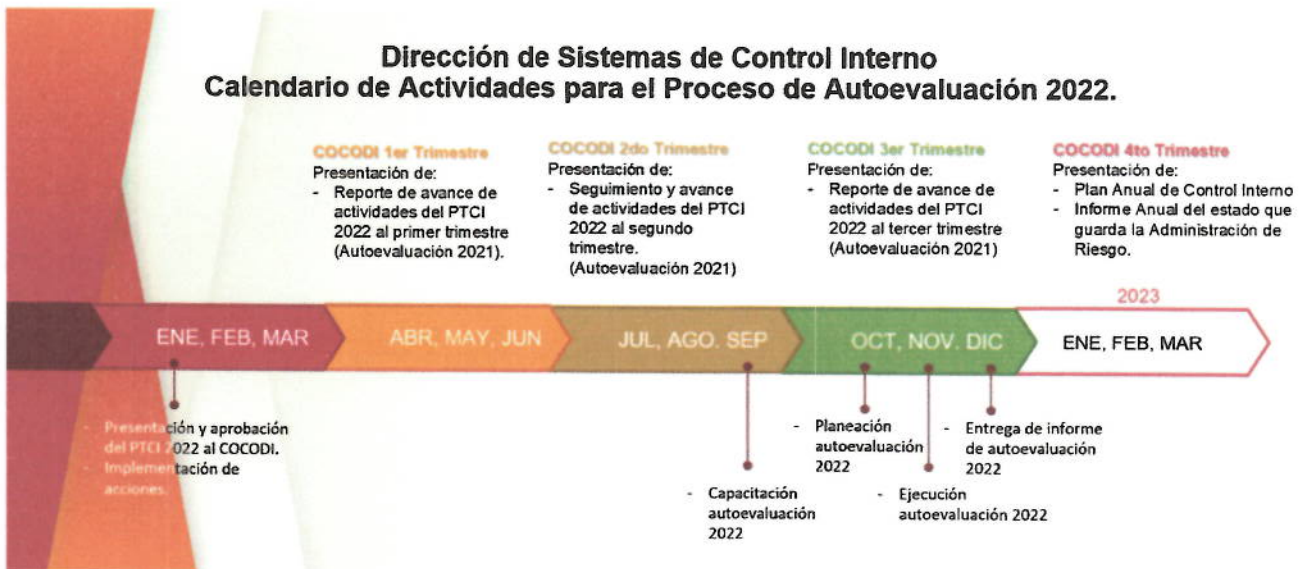 Dirección de Sistemas de Control Interno
Calendario de Actividades para el Proceso de Autoevaluación 2022.
COCODI 1er Trimestre
Presentación de:
- Reporte de avance de
actividades del PTCI
2022 al primer trimestre
(Autoevaluación 2021).
COCODI 2do Trimestre
Presentación de:
- Seguimiento y avance
de actividades del PTCI
2022 al segundo
trimestre.
(Autoevaluación 2021)
COCODI 3er Trimestre
Presentación de:
- Reporte de avance de
actividades del PTCI
2022 al tercer trimestre
(Autoevaluación 2021)
COCODI 4to Trimestre
Presentación de:
- Plan Anual de Control Interno
- Informe Anual del estado que
guarda la Administración de
Riesgo.
2023
ENE, FEB, MAR
ABR, MAY, JUN
JUL, AGO. SEP
OCT, NOV. DIC
ENE, FEB, MAR
- Presentación y aprobación
del PTCI 2022 al COCODI.
- Implementación de
acciones.
- Capacitación
autoevaluación
2022
- Planeación
autoevaluación
2022
- Ejecución
autoevaluación 2022
- Entrega de informe
de autoevaluación
2022